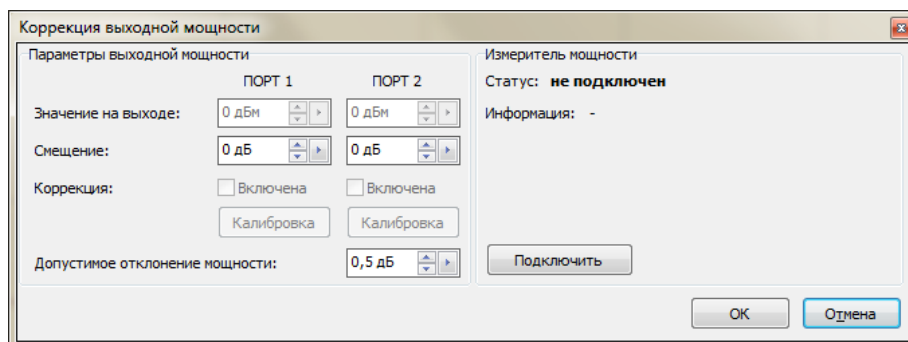 Коррекция выходной мощности
Параметры выходной мощности
ПОРТ 1 ПОРТ 2
Значение на выходе: 0 дБм 0 дБм
Смещение: 0 дБ 0 дБ
Коррекция: Включена Включена
Калибровка Калибровка
Допустимое отклонение мощности: 0,5 дБ
Измеритель мощности
Статус: не подключен
Информация: -
Подключить
ОК Отмена